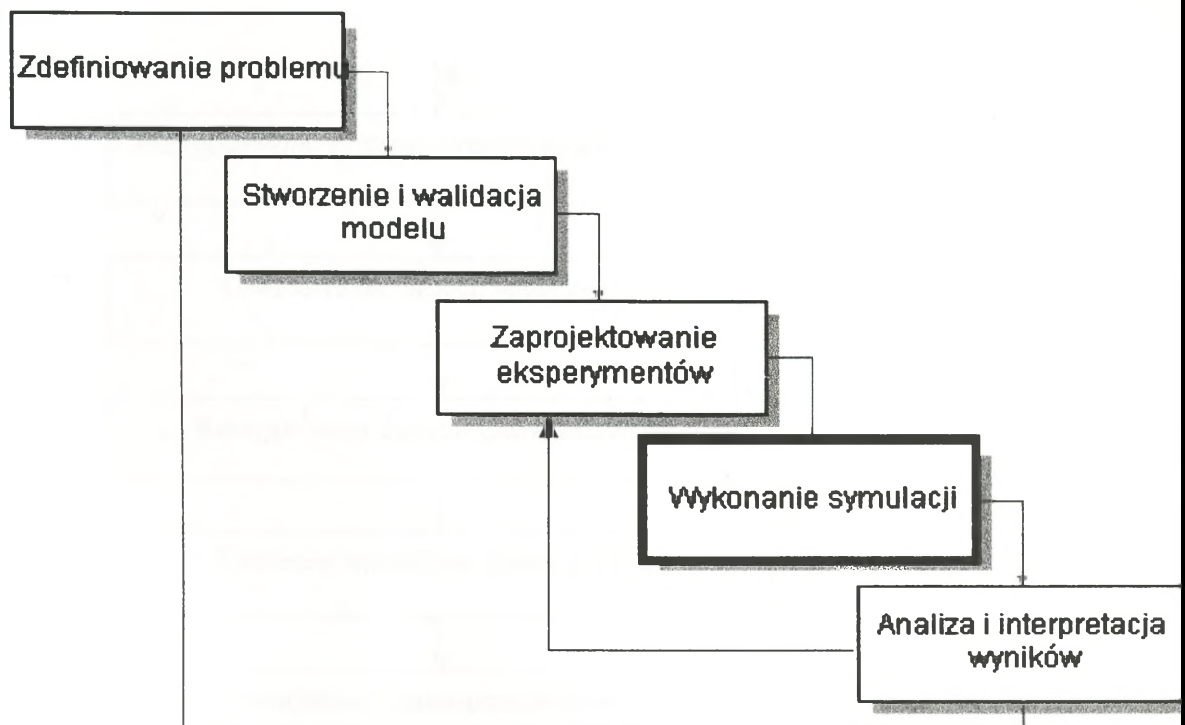 Zdefiniowanie problemu
Stworzenie i walidacja
modelu
Zaprojektowanie
eksperymentów
Wykonanie symulacji
Analiza i interpretacja
wyników